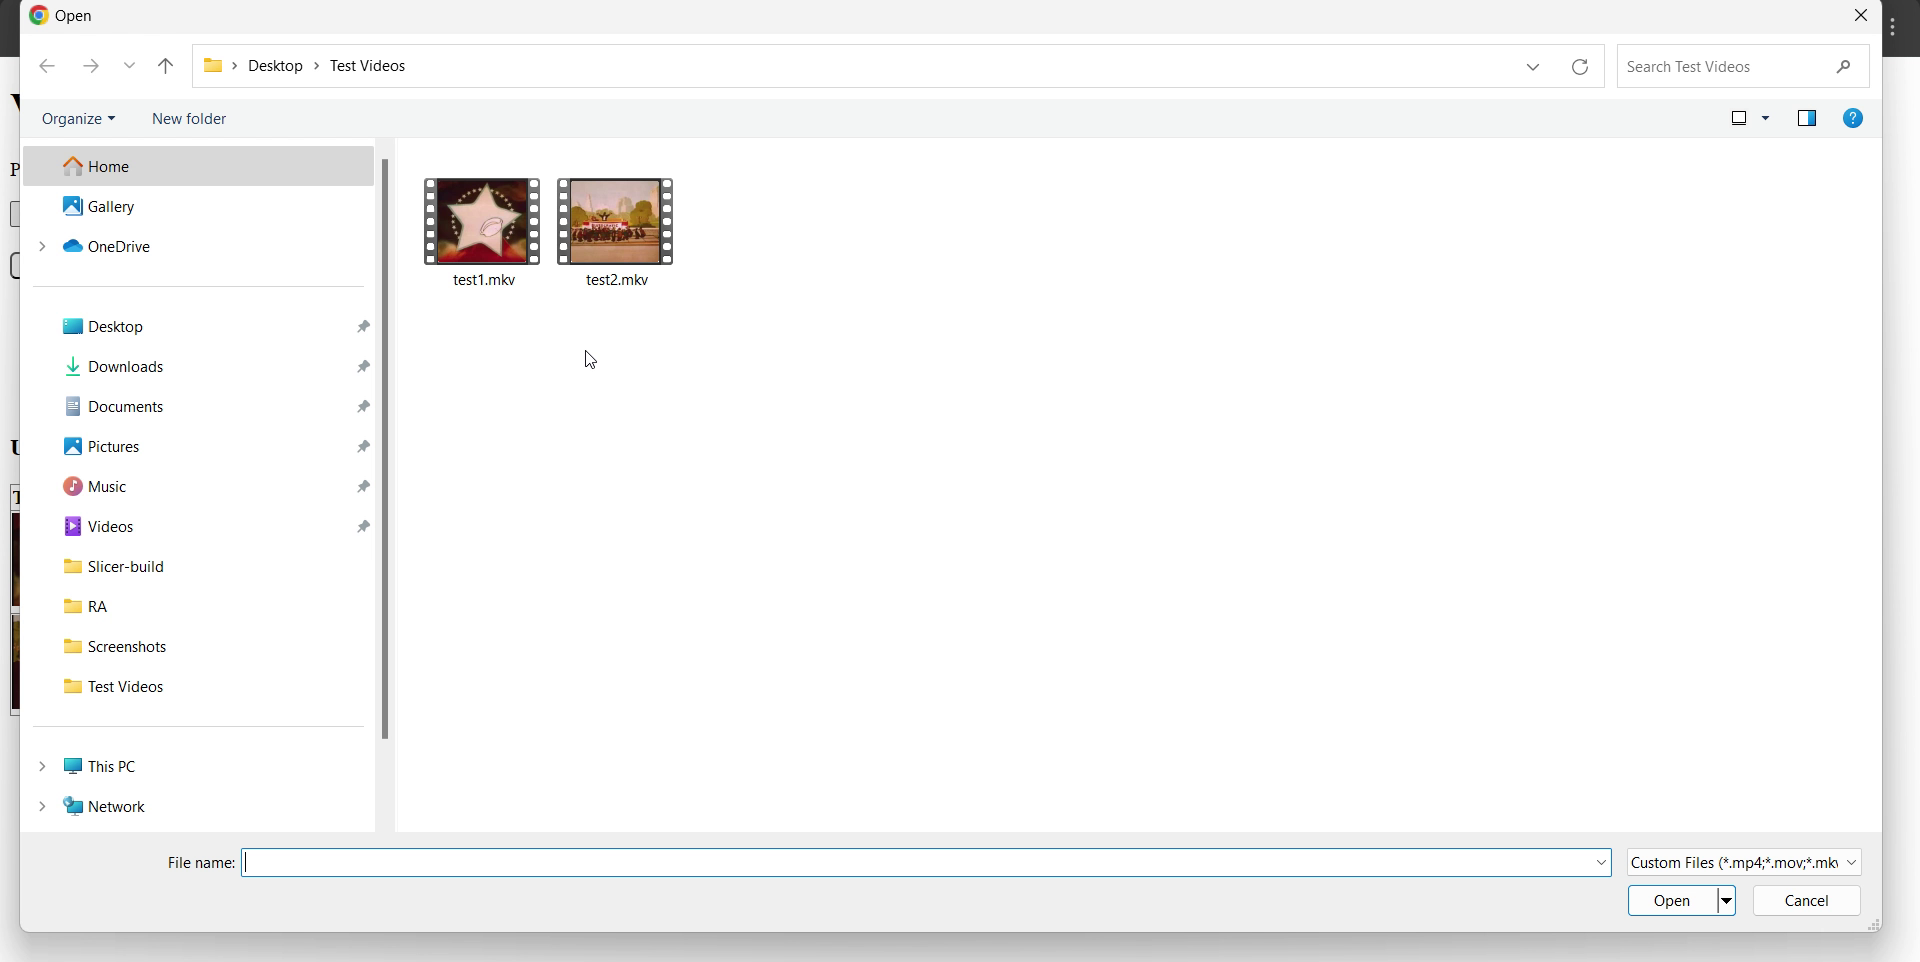 Open
Desktop
Test Videos
Search Test Videos
Organize
New folder
Home
Gallery
OneDrive
test1.mkv
test2.mkv
Desktop
Downloads
Documents
Pictures
Music
Videos
Slicer-build
RA
Screenshots
Test Videos
This PC
Network
File name:
Custom Files (*.mp4;*.mov;*.mkv
Open
Cancel